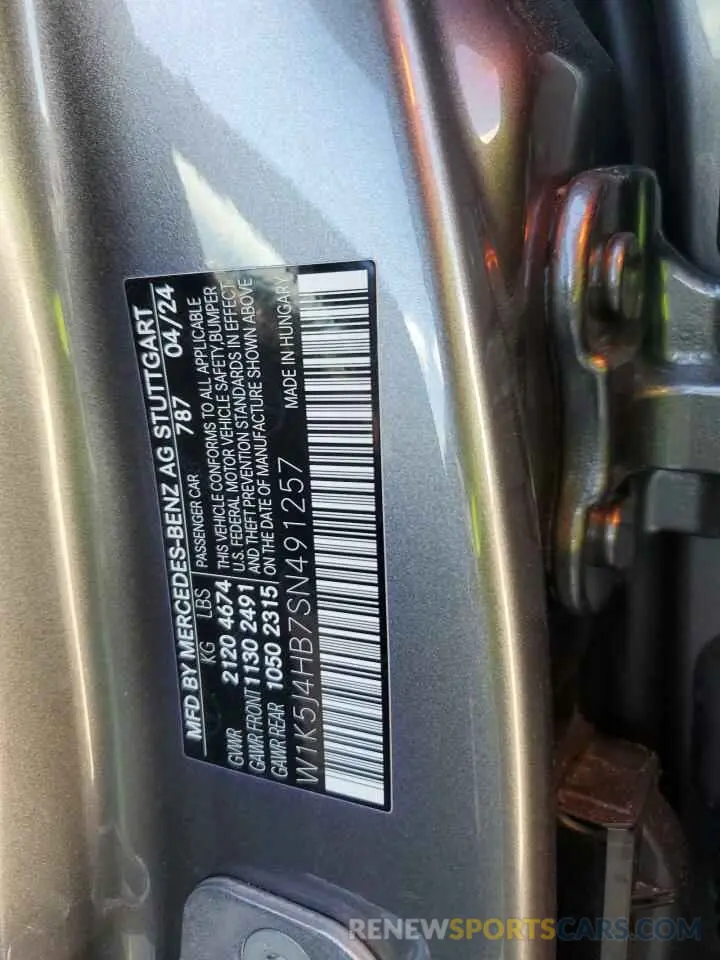 MFD BY MERCEDES-BENZ AG STUTTGART
787 04/24
KG LBS PASSENGER CAR
GVWR 2120 4674 THIS VEHICLE CONFORMS TO ALL APPLICABLE
GAWR FRONT 1130 2491 U.S. FEDERAL MOTOR VEHICLE SAFETY, BUMPER
GAWR REAR 1050 2315 AND THEFT PREVENTION STANDARDS IN EFFECT
ON THE DATE OF MANUFACTURE SHOWN ABOVE
W1K5J4HB7SN491257 MADE IN HUNGARY
RENEWSPORTSCARS.COM